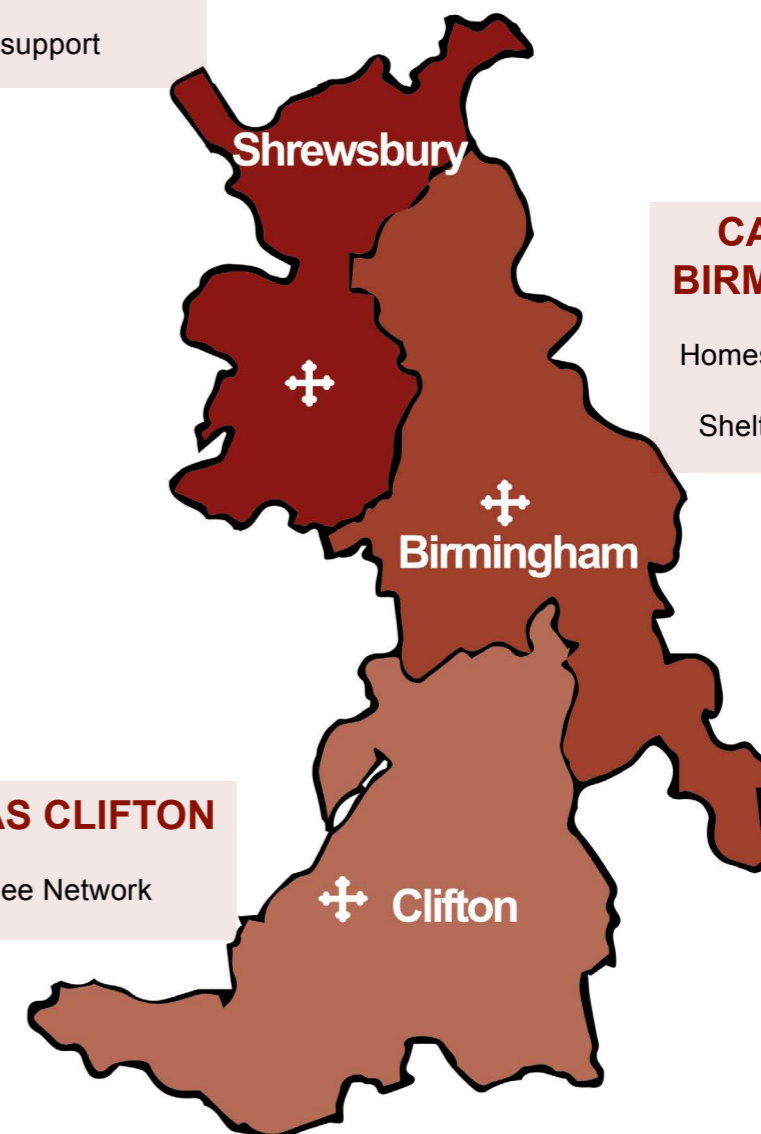 support
Shrewsbury
CA
BIRM
Homes
Shelt
Birmingham
AS CLIFTON
ee Network
Clifton